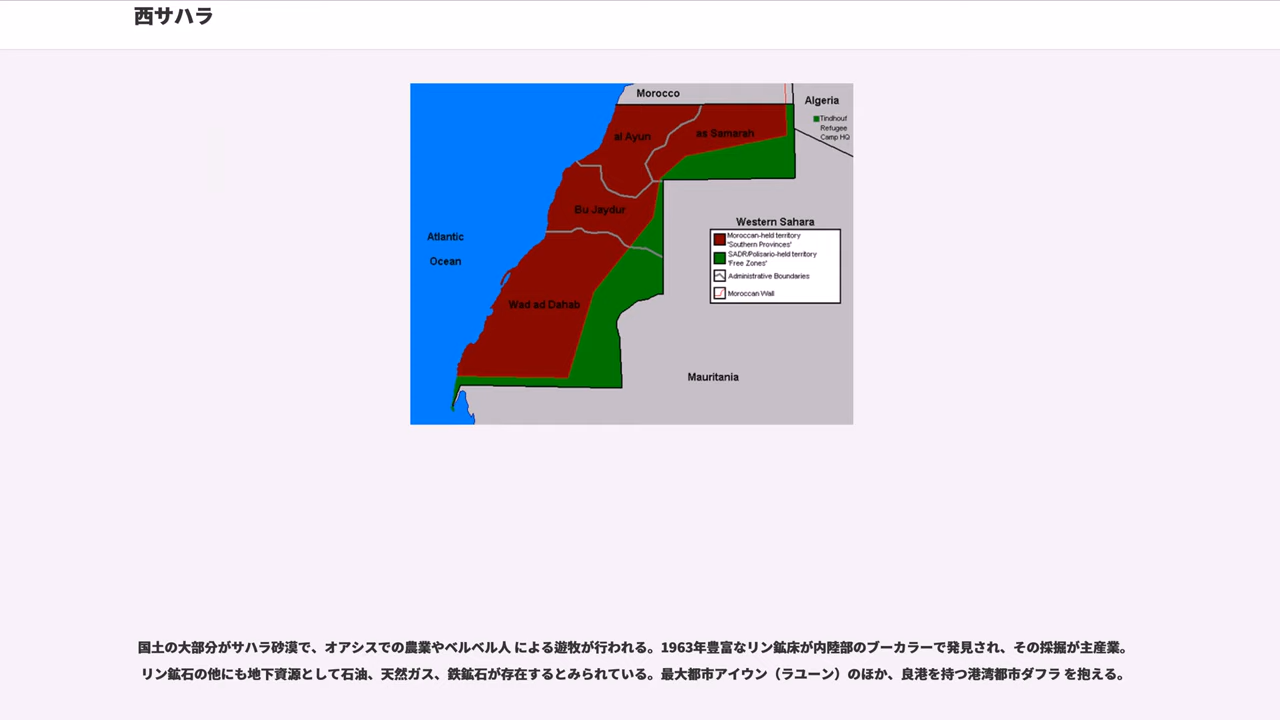 西サハラ
Morocco
Algeria
Tindhouf
Refugee
Camp HQ
al Ayun
as Samarah
Bu Jaydur
Atlantic
Ocean
Western Sahara
Moroccan-held territory
'Southern Provinces'
SADR/Polisario-held territory
'Free Zones'
Administrative Boundaries
Moroccan Wall
Wad ad Dahab
Mauritania
国土の大部分がサハラ砂漠で、オアシスでの農業やベルベル人 による遊牧が行われる。1963年豊富なリン鉱床が内陸部のブーカラーで発見され、その採掘が主産業。
リン鉱石の他にも地下資源として石油、天然ガス、鉄鉱石が存在するとみられている。最大都市アイウン（ラユーン）のほか、良港を持つ港湾都市ダフラ を抱える。